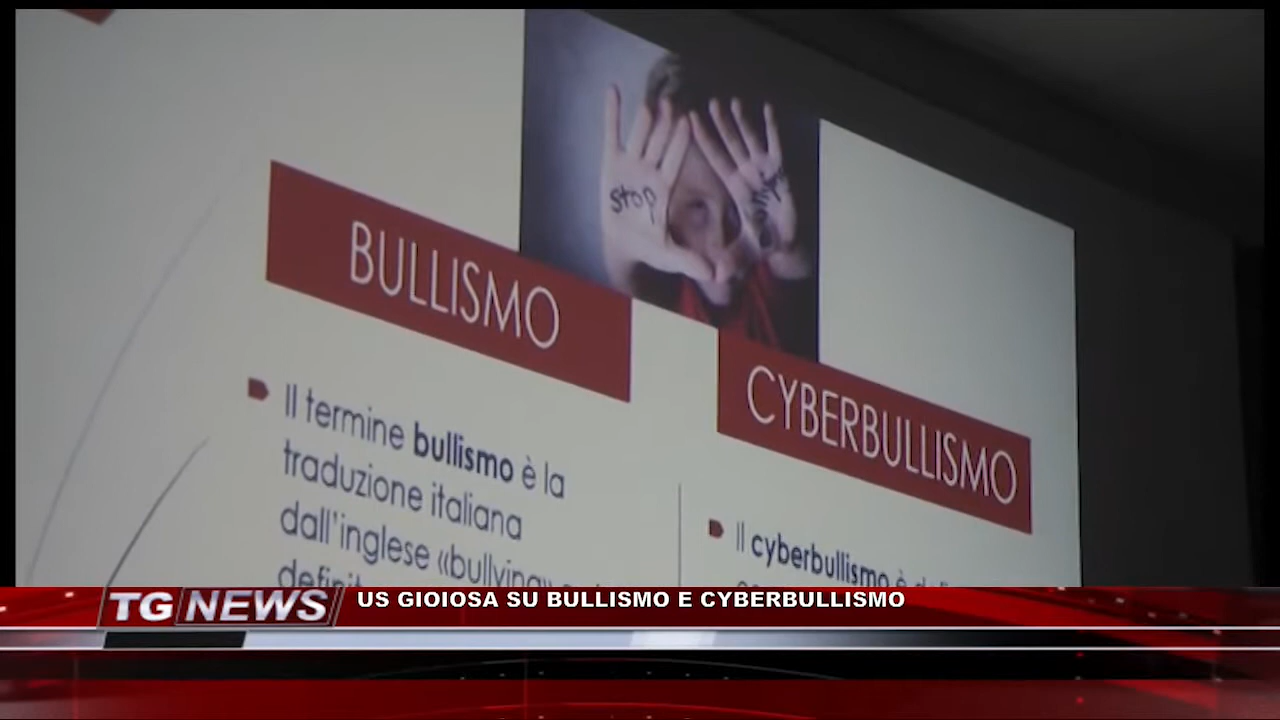 stop
BULLISMO
CYBERBULLISMO
Il termine bullismo è la
traduzione italiana
dall'inglese «bullying»
Il cyberbullismo è
TG NEWS
US GIOIOSA SU BULLISMO E CYBERBULLISMO